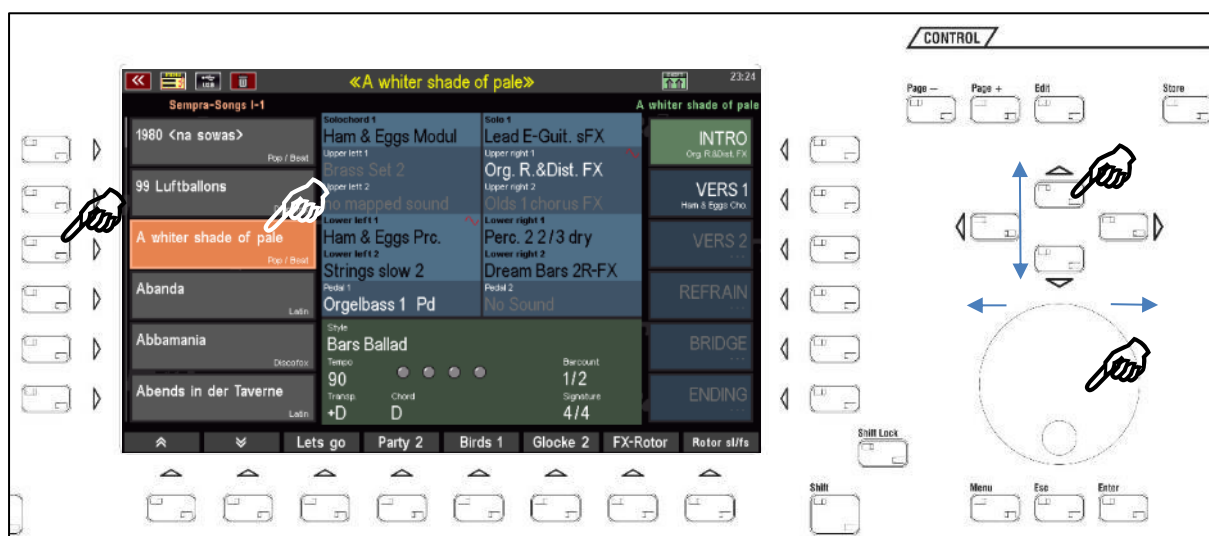 CONTROL
Page –
Page +
Edit
Store
MENU
USB
«A whiter shade of pale»
23:24
Sempra-Songs I-1
A whiter shade of pale
1980 <na sowas>
Pop / Beat
99 Luftballons
A whiter shade of pale
Pop / Beat
Abanda
Latin
Abbamania
Discofox
Abends in der Taverne
Latin
Solochord 1
Ham & Eggs Modul
Solo 1
Lead E-Guit. sFX
Upper left 1
Brass Set 2
Upper right 1
Org. R.&Dist. FX
Upper left 2
no mapped sound
Upper right 2
Olds 1chorus FX
Lower left 1
Ham & Eggs Prc.
Lower right 1
Perc. 2 2/3 dry
Lower left 2
Strings slow 2
Lower right 2
Dream Bars 2R-FX
Pedal 1
Orgelbass 1 Pd
Pedal 2
No Sound
Style
Bars Ballad
Tempo
90
Barcount
1/2
Transp.
+D
Chord
D
Signature
4/4
INTRO
Org. R.&Dist. FX
VERS 1
Ham & Eggs Cho.
VERS 2
---
REFRAIN
---
BRIDGE
---
ENDING
---
Lets go
Party 2
Birds 1
Glocke 2
FX-Rotor
Rotor sl/fs
Shift Lock
Shift
Menu
Esc
Enter